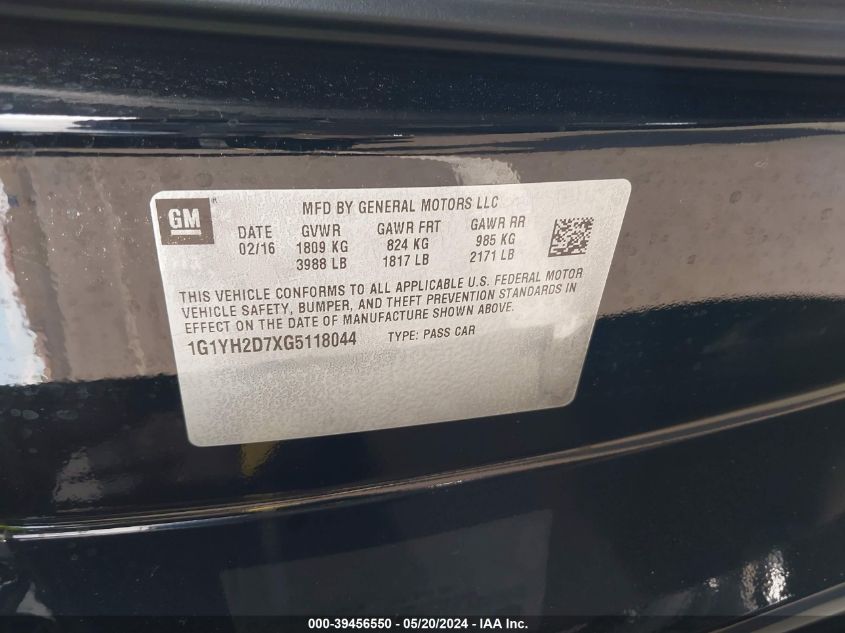 GM
MFD BY GENERAL MOTORS LLC
DATE GVWR GAWR FRT GAWR RR
02/16 1809 KG 824 KG 985 KG
3988 LB 1817 LB 2171 LB
THIS VEHICLE CONFORMS TO ALL APPLICABLE U.S. FEDERAL MOTOR
VEHICLE SAFETY, BUMPER, AND THEFT PREVENTION STANDARDS IN
EFFECT ON THE DATE OF MANUFACTURE SHOWN ABOVE.
1G1YH2D7XG5118044 TYPE: PASS CAR
000-39456550 - 05/20/2024 - IAAI Inc.